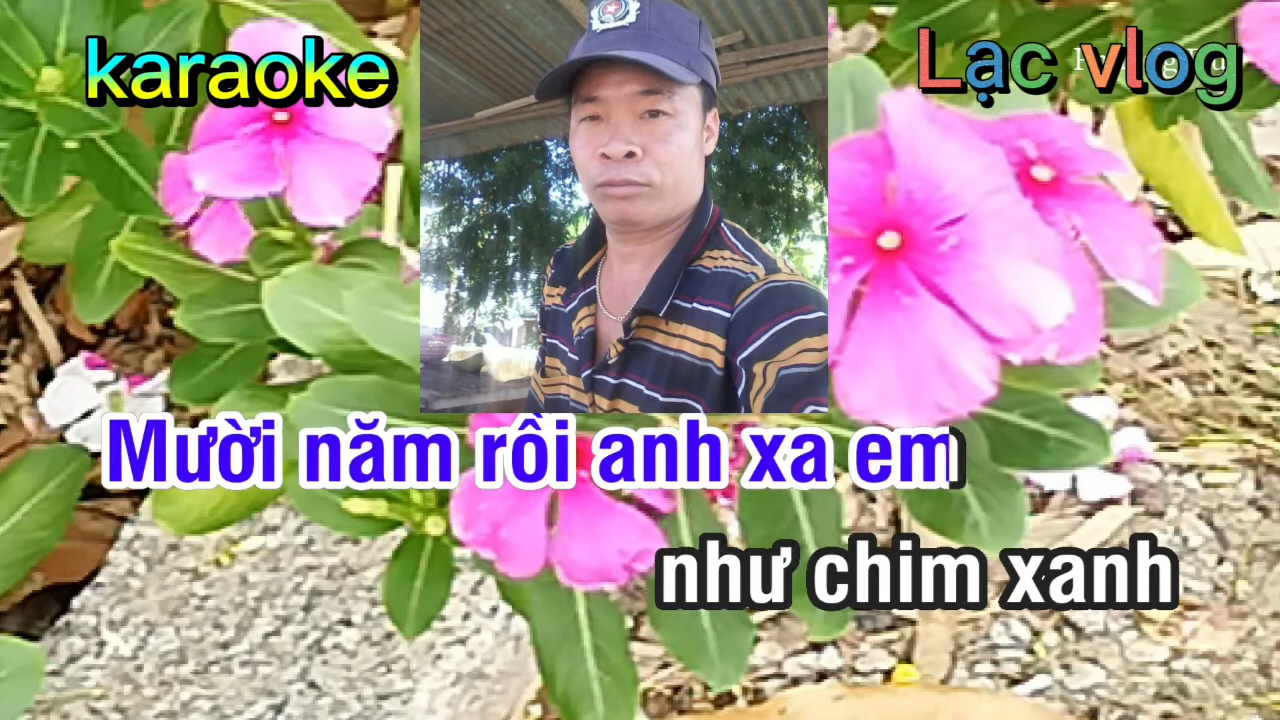 karaoke
Lạc vlog
Mười năm rồi anh xa em
như chim xanh